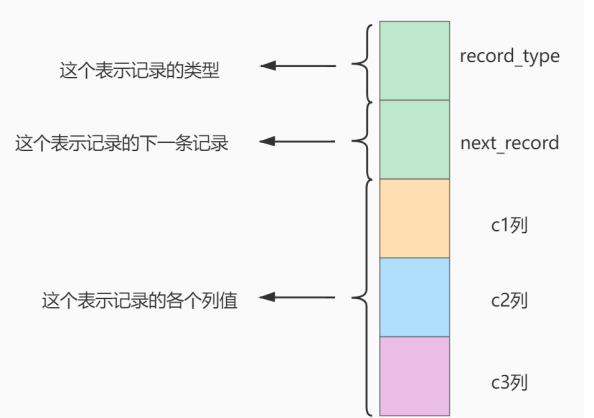 这个表示记录的类型
record_type
这个表示记录的下一条记录
next_record
c1列
这个表示记录的各个列值
c2列
c3列